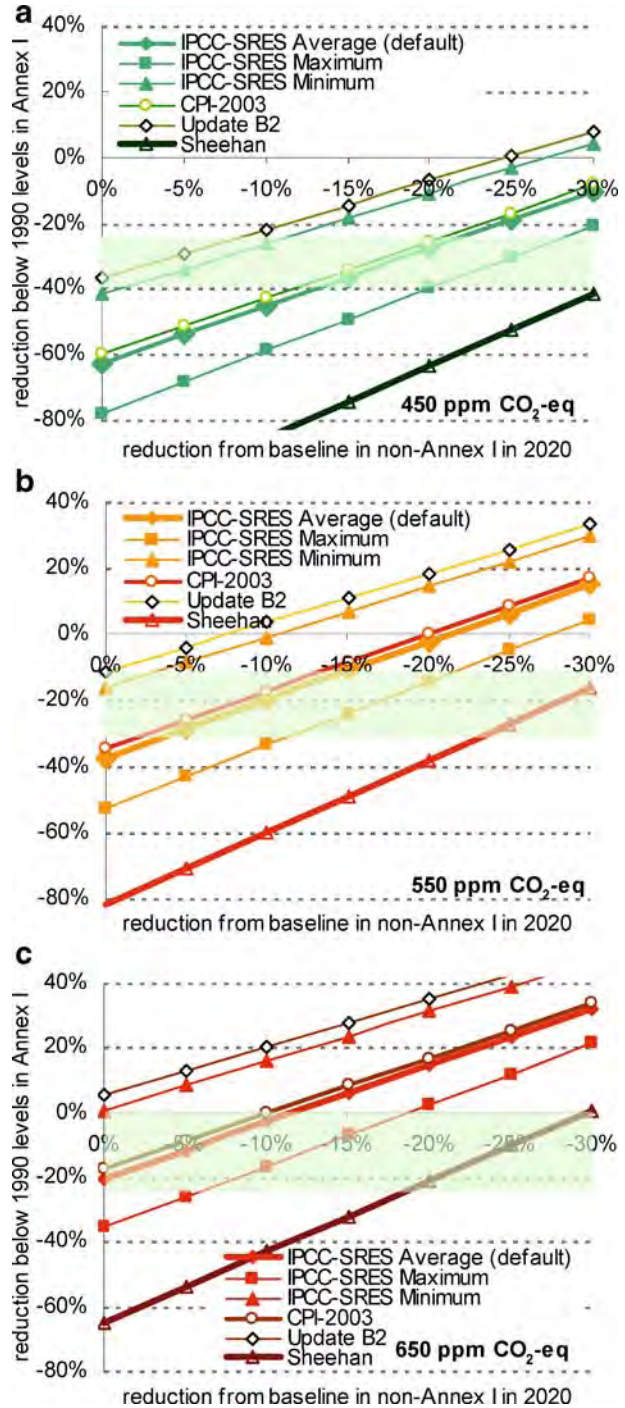 a
40%
IPCC-SRES Average (default)
IPCC-SRES Maximum
20%
IPCC-SRES Minimum
CPI-2003
Update B2
0%
Sheehan
0% -5% -10% -15% -20% -25% -30%
-20%
-40%
-60%
-80%
450 ppm CO₂-eq
reduction below 1990 levels in Annex I
reduction from baseline in non-Annex I in 2020
b
40%
IPCC-SRES Average (default)
IPCC-SRES Maximum
20%
IPCC-SRES Minimum
CPI-2003
Update B2
0%
Sheehan
0% -5% -10% -15% -20% -25% -30%
-20%
-40%
-60%
-80%
550 ppm CO₂-eq
reduction below 1990 levels in Annex I
reduction from baseline in non-Annex I in 2020
c
40%
20%
0%
0% -5% -10% -15% -20% -25% -30%
-20%
-40%
IPCC-SRES Average (default)
IPCC-SRES Maximum
-60%
IPCC-SRES Minimum
CPI-2003
Update B2
Sheehan
650 ppm CO₂-eq
-80%
reduction below 1990 levels in Annex I
reduction from baseline in non-Annex I in 2020